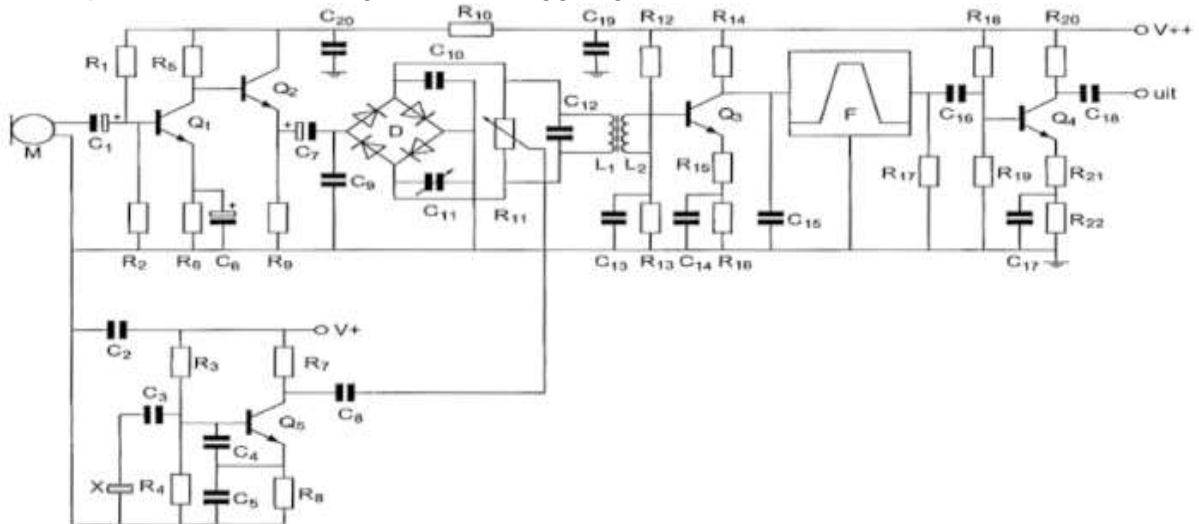 C20 R10 C19 R12 R14 R18 R20
V++
C10
R1 R5 Q2 C12 F C16 uit
M C1 Q1 C7 D Q3 Q4 C18
C9 L1 L2 R15 R17 R19 R21
C11 R11 C15 R22
R2 R6 C6 R9 C13 R13 C14 R16 C17
V+
C2 R3 R7
C3 C8
Q5
C4
X R4 C5 R8